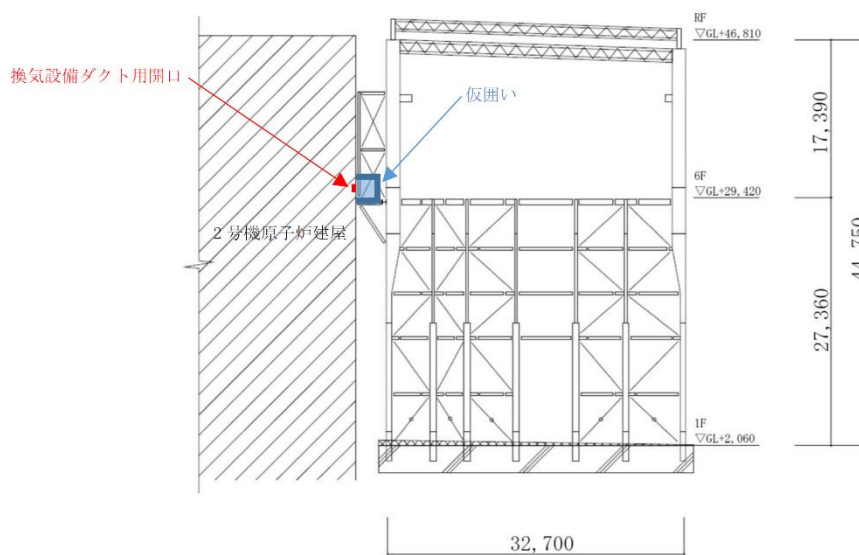 換気設備ダクト用開口
仮囲い
2号機原子炉建屋
RF
▽GL+46,810
17,390
6F
▽GL+29,420
44,750
27,360
1F
▽GL+2,060
32,700